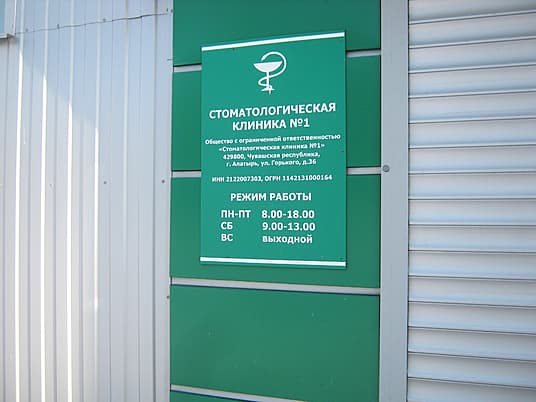 СТОМАТОЛОГИЧЕСКАЯ
КЛИНИКА №1
Общество с ограниченной ответственностью
«Стоматологическая клиника №1»
429800, Чувашская республика,
г. Алатырь, ул. Горького, д.36
ИНН 2122007303, ОГРН 1142131000164
РЕЖИМ РАБОТЫ
ПН-ПТ 8.00-18.00
СБ 9.00-13.00
ВС выходной